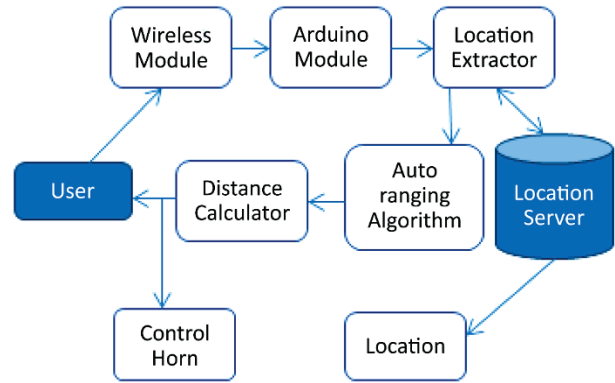 Wireless
Module
Arduino
Module
Location
Extractor
User
Distance
Calculator
Auto
ranging
Algorithm
Location
Server
Control
Horn
Location